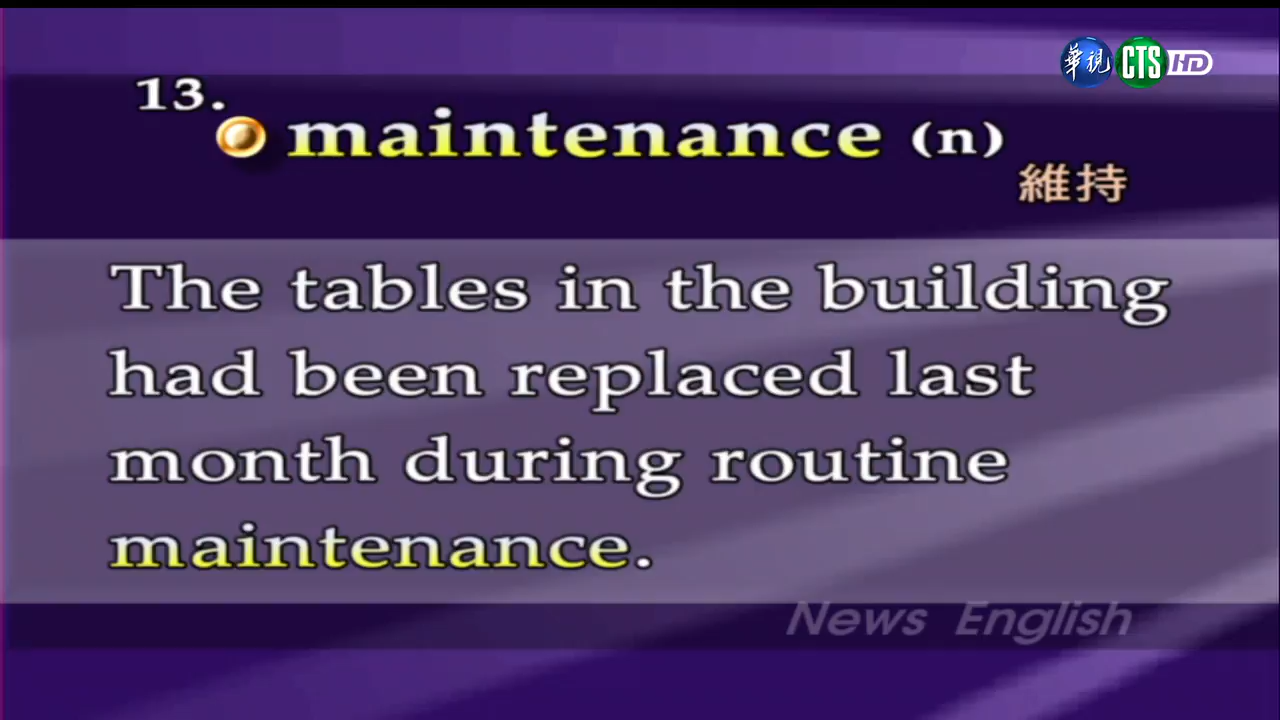 華視 CTS HD
13.
maintenance (n)
維持
The tables in the building
had been replaced last
month during routine
maintenance.
News English